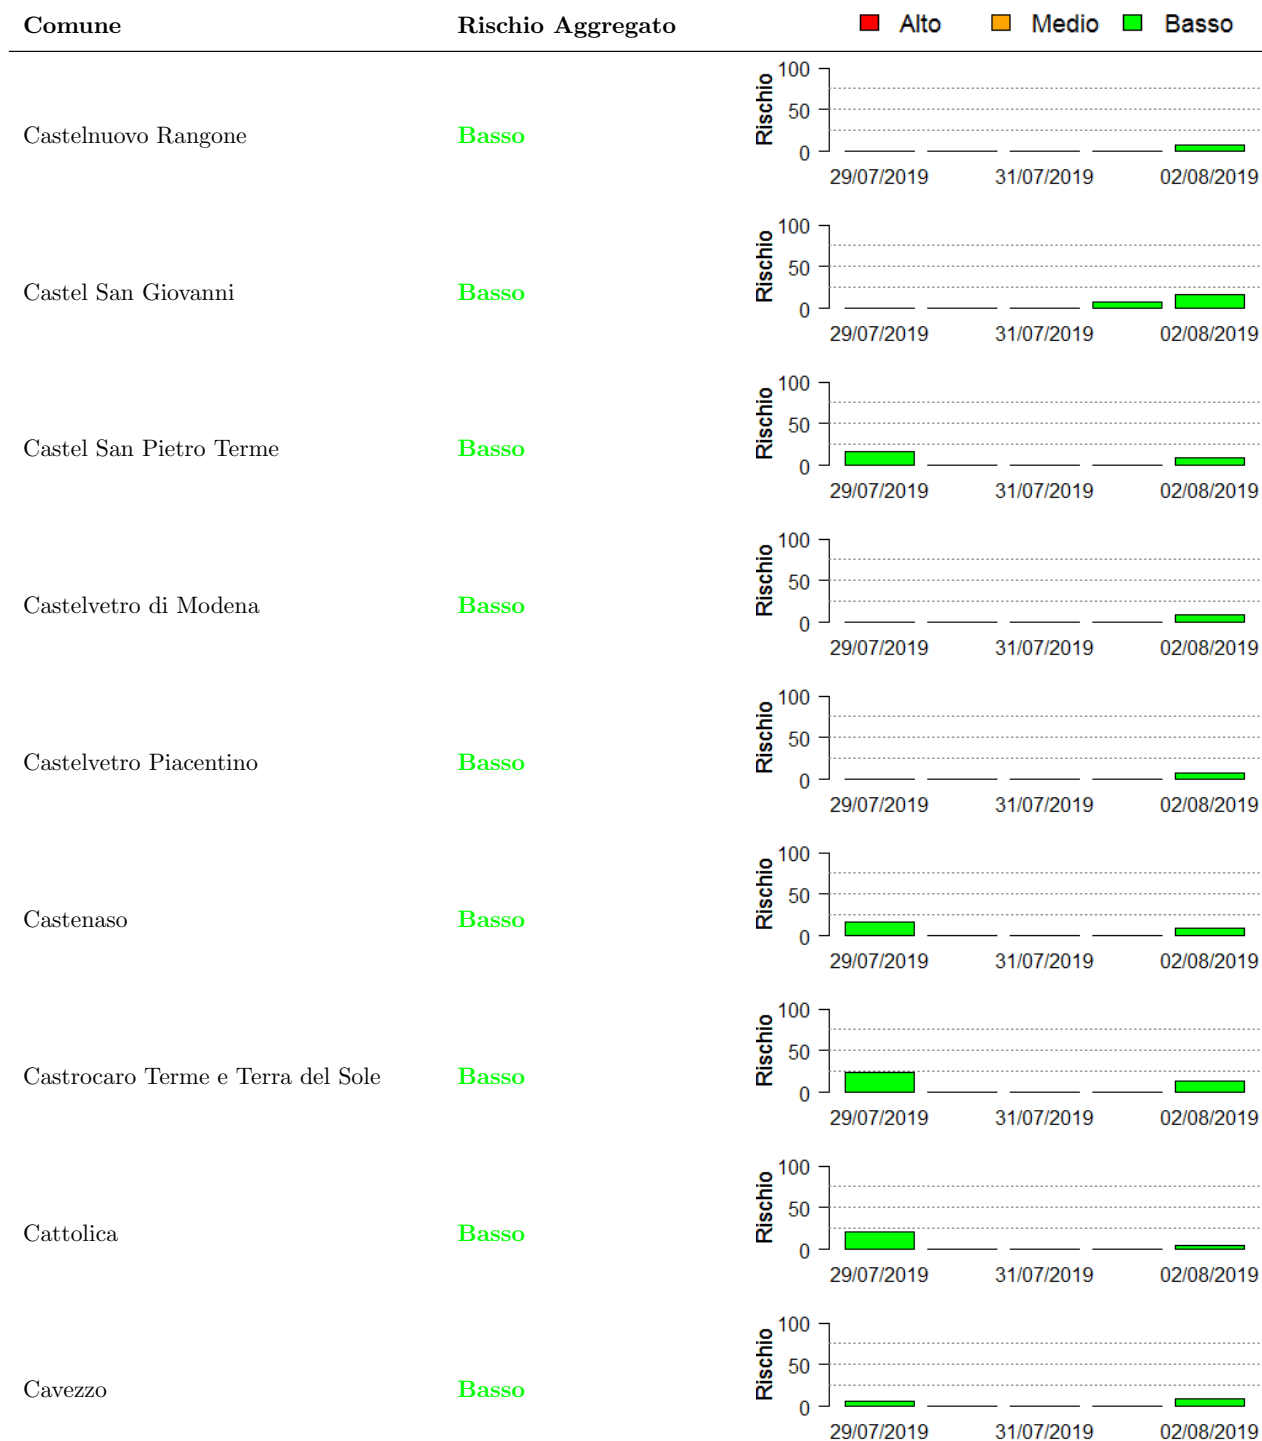 Comune Rischio Aggregato Alto Medio Basso
Castelnuovo Rangone Basso Rischio 100 50 0
29/07/2019 31/07/2019 02/08/2019
Castel San Giovanni Basso Rischio 100 50 0
29/07/2019 31/07/2019 02/08/2019
Castel San Pietro Terme Basso Rischio 100 50 0
29/07/2019 31/07/2019 02/08/2019
Castelvetro di Modena Basso Rischio 100 50 0
29/07/2019 31/07/2019 02/08/2019
Castelvetro Piacentino Basso Rischio 100 50 0
29/07/2019 31/07/2019 02/08/2019
Castenaso Basso Rischio 100 50 0
29/07/2019 31/07/2019 02/08/2019
Castrocaro Terme e Terra del Sole Basso Rischio 100 50 0
29/07/2019 31/07/2019 02/08/2019
Cattolica Basso Rischio 100 50 0
29/07/2019 31/07/2019 02/08/2019
Cavezzo Basso Rischio 100 50 0
29/07/2019 31/07/2019 02/08/2019